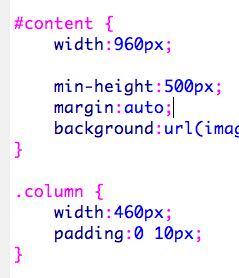 #content {
width:960px;
min-height:500px;
margin:auto;
background:url(imag
}
.column {
width:460px;
padding:0 10px;
}